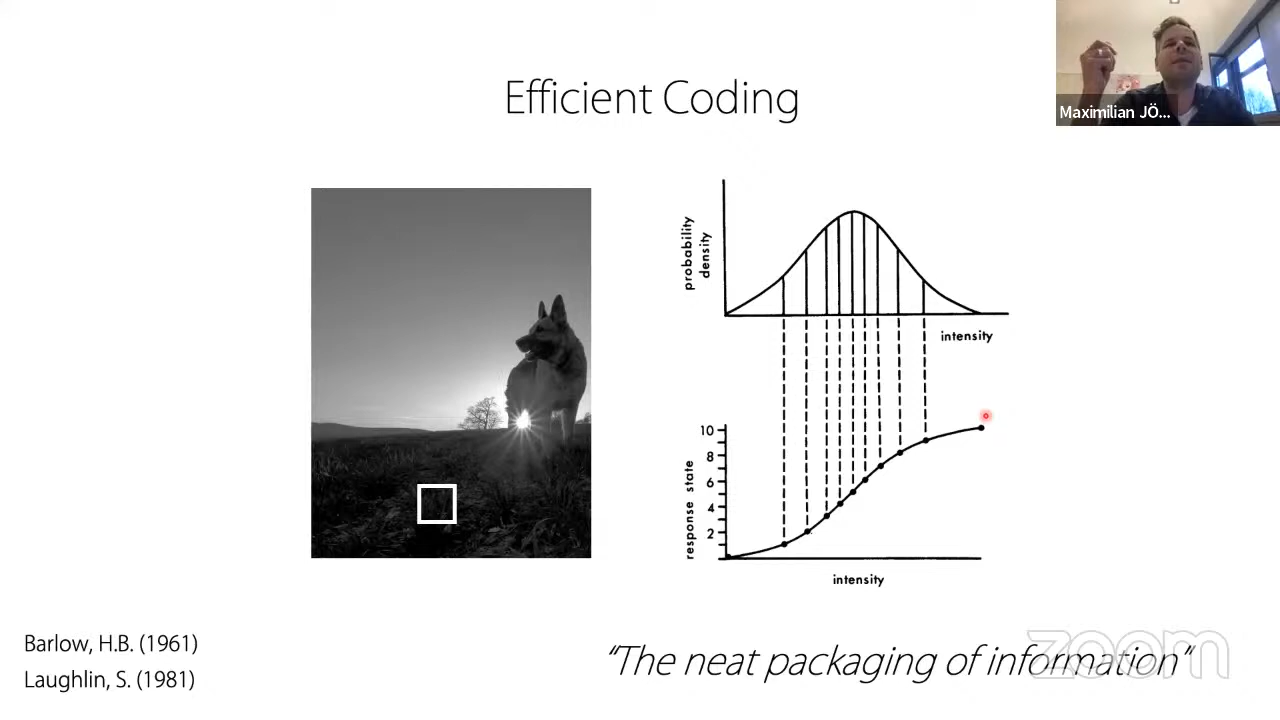 Efficient Coding
Maximilian JÖ...
probability
density
intensity
10
8
6
4
2
response state
intensity
Barlow, H.B. (1961)
Laughlin, S. (1981)
“The neat packaging of information“
zoom